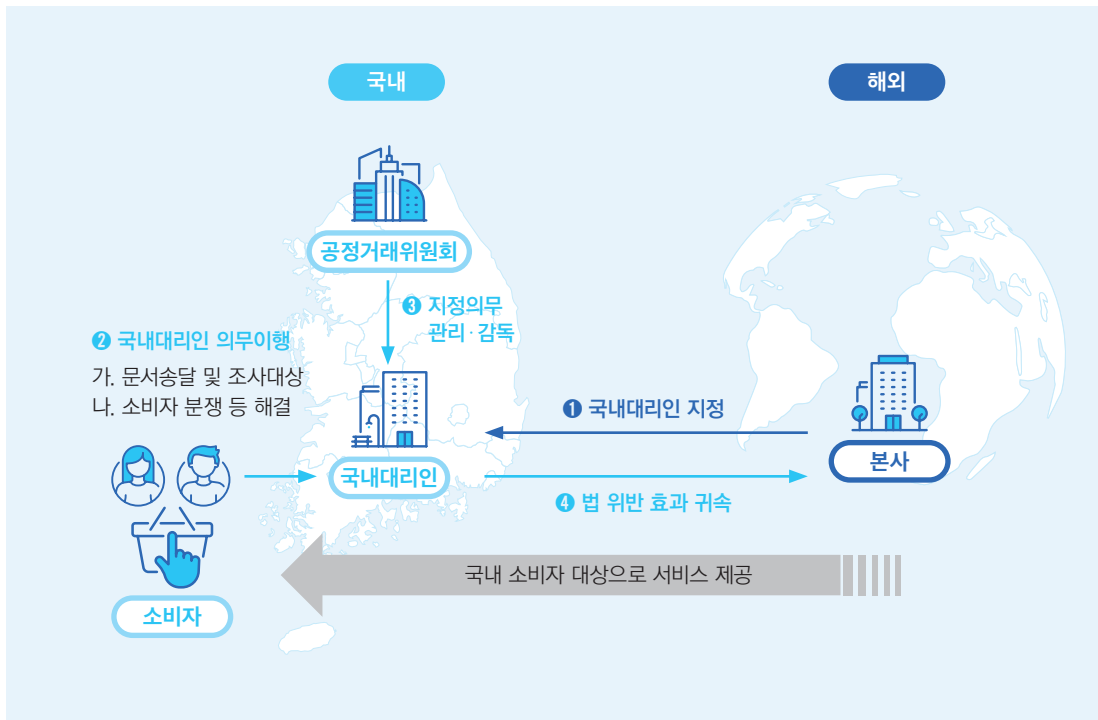 국내
해외
공정거래위원회
❸ 지정의무
관리·감독
❷ 국내대리인 의무이행
가. 문서송달 및 조사대상
나. 소비자 분쟁 등 해결
❶ 국내대리인 지정
본사
국내대리인
❹ 법 위반 효과 귀속
국내 소비자 대상으로 서비스 제공
소비자